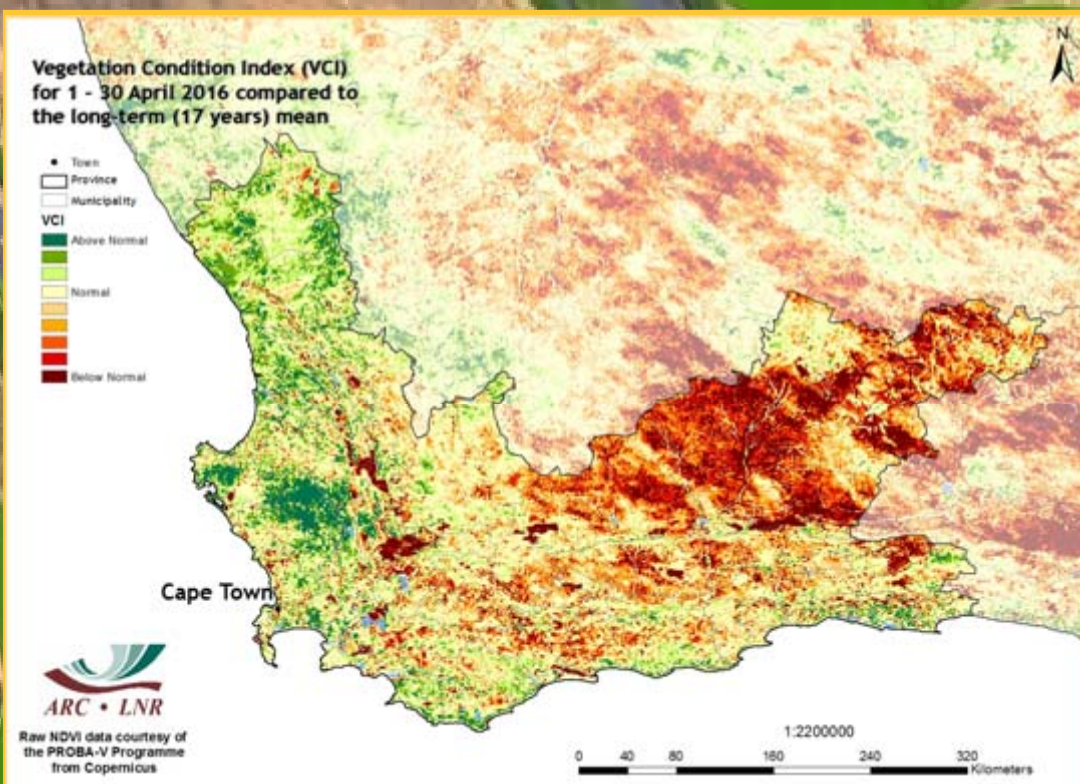 Vegetation Condition Index (VCI)
for 1 - 30 April 2016 compared to
the long-term (17 years) mean
N
Town
Province
Municipality
VCI
Above Normal
Normal
Below Normal
Cape Town
ARC • LNR
Raw NDVI data courtesy of
the PROBA-V Programme
from Copernicus
1:2200000
0 40 80 160 240 320
Kilometers